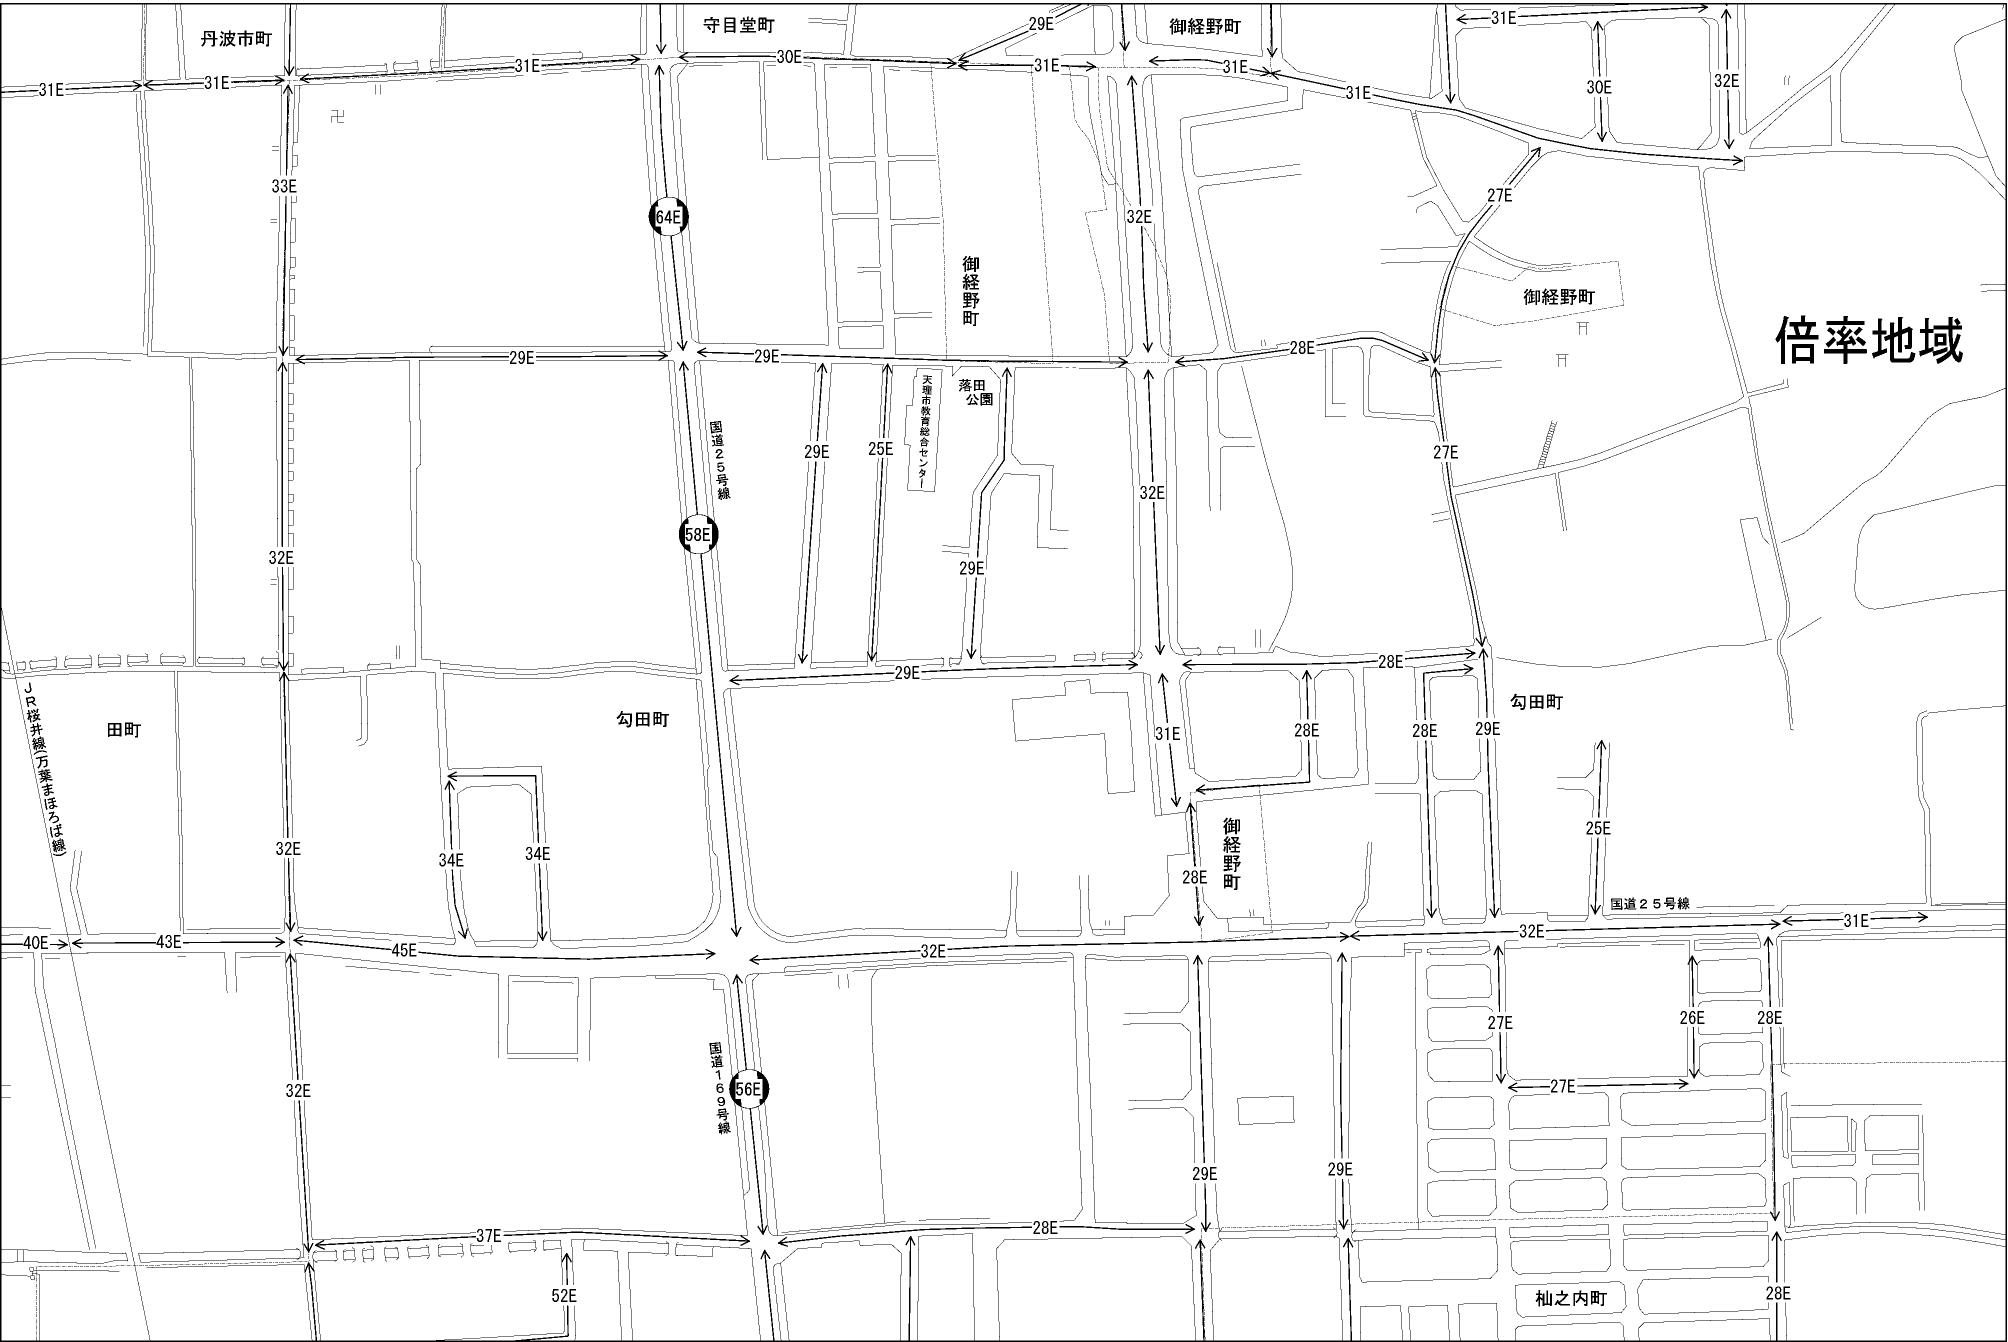 守目堂町
29E
御経野町
31E
丹波市町
30E
31E
31E
31E
31E
31E
31E
31E
30E
32E
卍
33E
64E
32E
27E
御経野町
御経野町
倍率地域
29E
29E
28E
天理市教育総合センター
落田
公園
国道25号線
29E
25E
27E
32E
58E
32E
29E
29E
28E
JR桜井線(万葉まほろば線)
田町
勾田町
勾田町
31E
28E
28E
29E
32E
34E
34E
御経野町
25E
28E
国道25号線
40E
43E
45E
32E
32E
31E
国道169号線
32E
56E
27E
26E
28E
27E
29E
29E
37E
28E
52E
杣之内町
28E